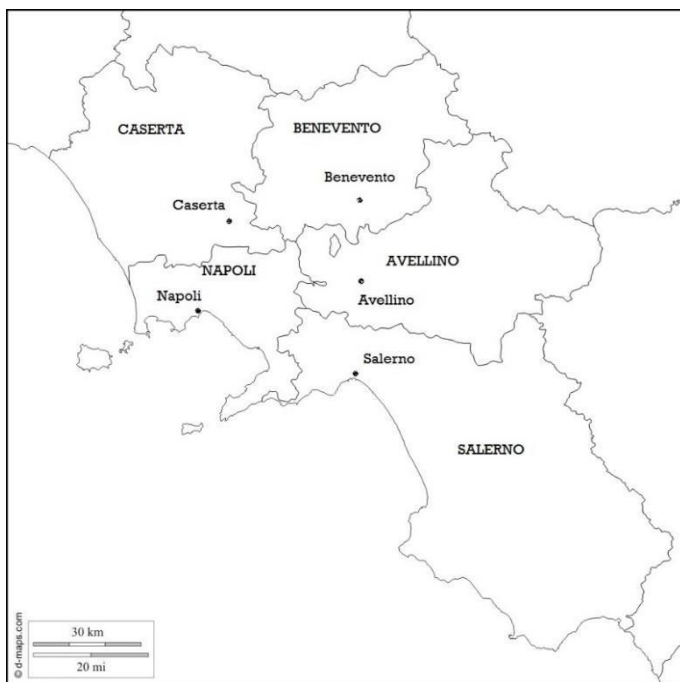 CASERTA
BENEVENTO
Benevento
Caserta
AVELLINO
NAPOLI
Napoli
Avellino
Salerno
SALERNO
30 km
20 mi
© d-maps.com